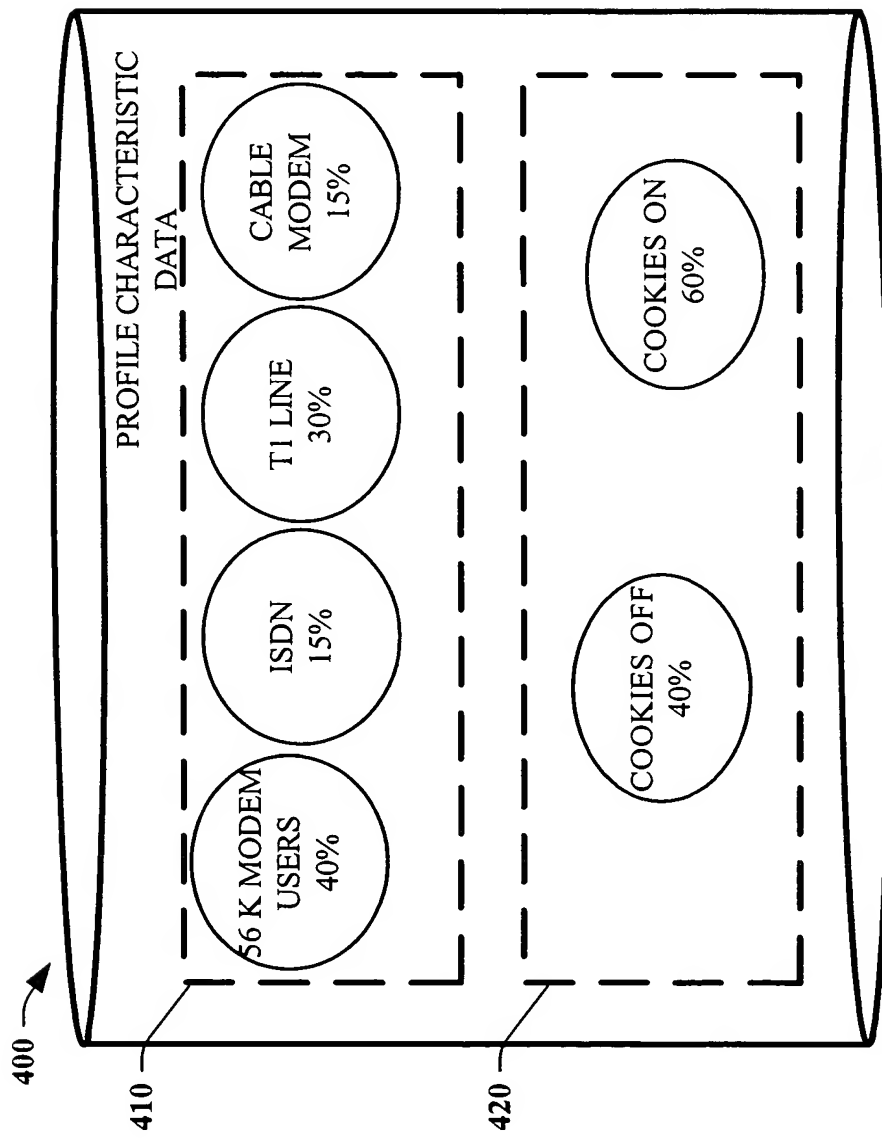 400
PROFILE CHARACTERISTIC
DATA
410
56 K MODEM
USERS
40%
ISDN
15%
T1 LINE
30%
CABLE
MODEM
15%
420
COOKIES OFF
40%
COOKIES ON
60%